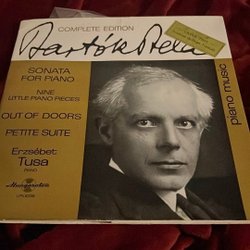 COMPLETE EDITION
Bartók Béla
SONATA
FOR PIANO
NINE
LITTLE PIANO PIECES
OUT OF DOORS
PETITE SUITE
Erzsébet
Tusa
piano
Hungaroton
piano music